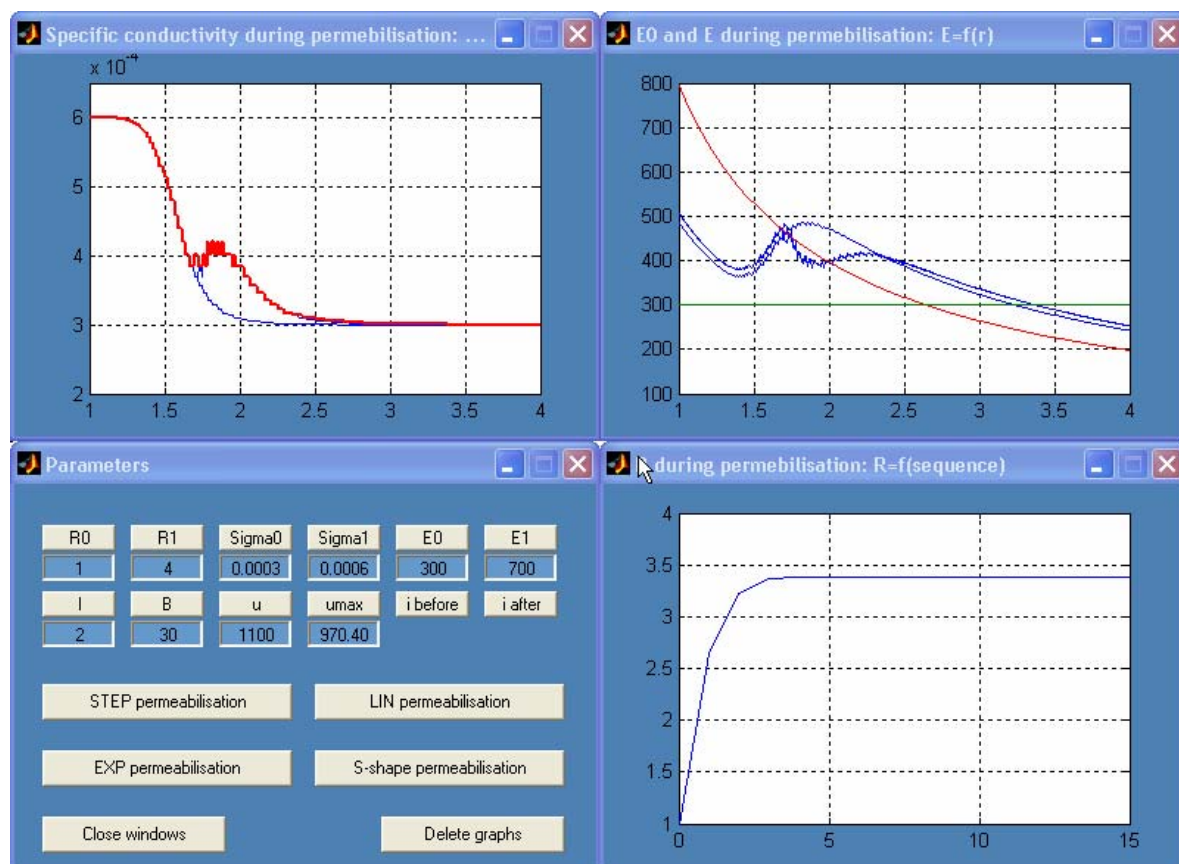 Specific conductivity during permebilisation: ...
x 10^-4
6
5
4
3
2
1 1.5 2 2.5 3 3.5 4
E0 and E during permebilisation: E=f(r)
800
700
600
500
400
300
200
100
1 1.5 2 2.5 3 3.5 4
Parameters
R0 R1 Sigma0 Sigma1 E0 E1
1 4 0.0003 0.0006 300 700
l B u umax i before i after
2 30 1100 970.40
STEP permeabilisation LIN permeabilisation
EXP permeabilisation S-shape permeabilisation
Close windows Delete graphs
during permebilisation: R=f(sequence)
4
3.5
3
2.5
2
1.5
1
0 5 10 15